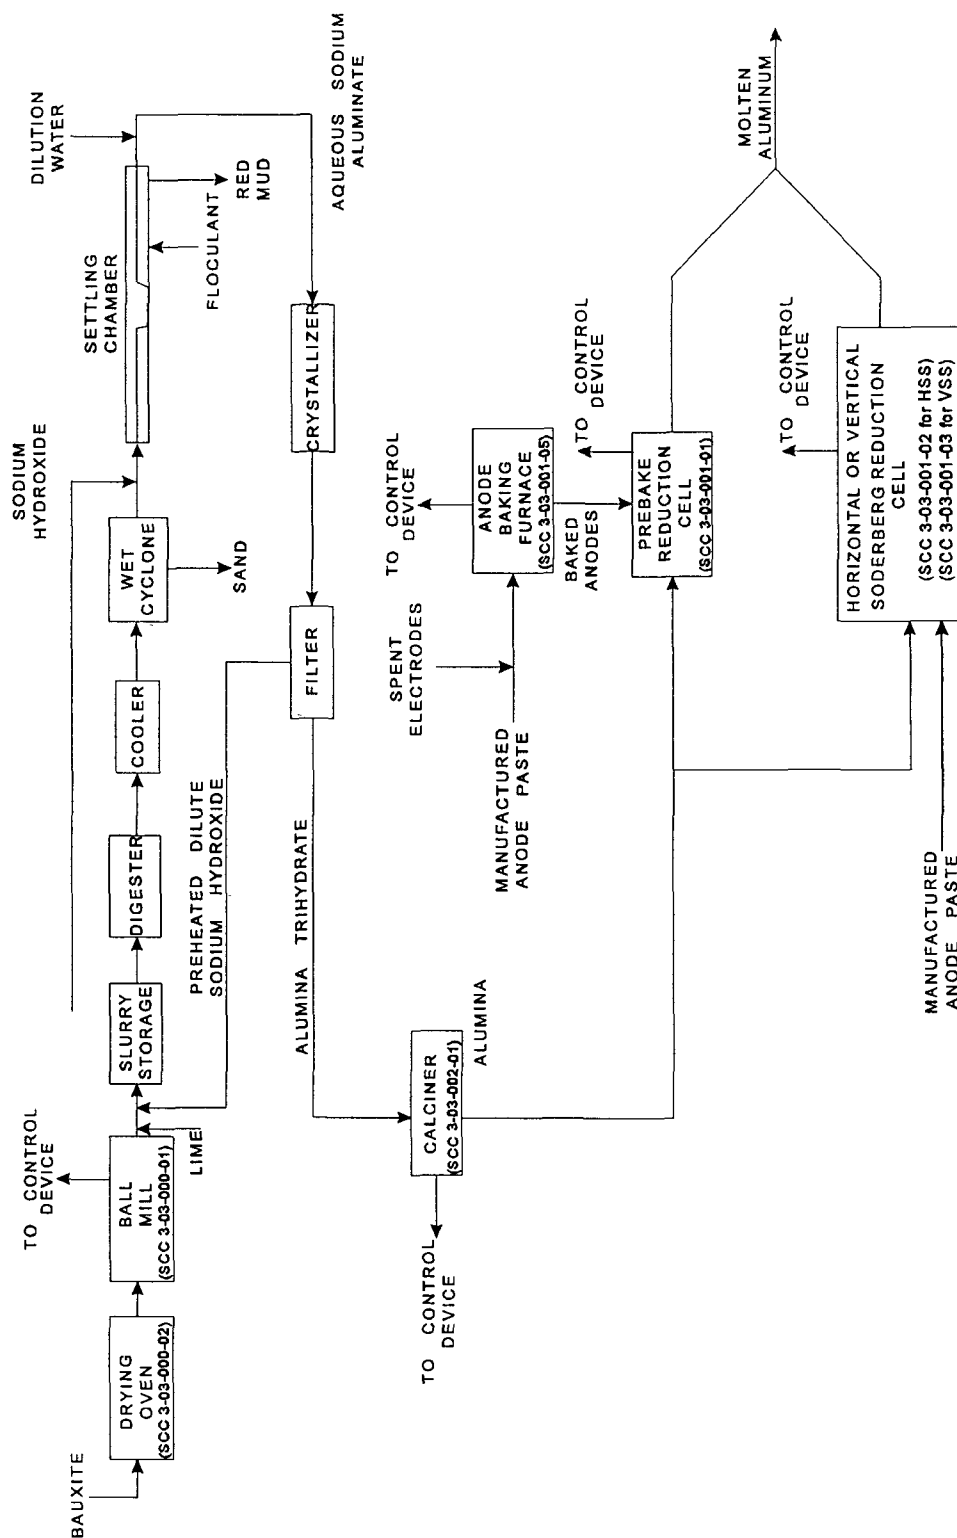 BAUXITE
DRYING
OVEN
(SCC 3-03-000-02)
TO CONTROL
DEVICE
BALL
MILL
(SCC 3-03-000-01)
LIME
SLURRY
STORAGE
DIGESTER
COOLER
WET
CYCLONE
SAND
SODIUM
HYDROXIDE
SETTLING
CHAMBER
FLOCULANT
RED
MUD
DILUTION
WATER
AQUEOUS SODIUM
ALUMINATE
CRYSTALLIZER
FILTER
PREHEATED DILUTE
SODIUM HYDROXIDE
ALUMINA TRIHYDRATE
CALCINER
(SCC 3-03-002-01)
TO CONTROL
DEVICE
ALUMINA
SPENT
ELECTRODES
MANUFACTURED
ANODE PASTE
TO CONTROL
DEVICE
ANODE
BAKING
FURNACE
(SCC 3-03-001-05)
BAKED
ANODES
TO CONTROL
DEVICE
PREBAKE
REDUCTION
CELL
(SCC 3-03-001-01)
TO CONTROL
DEVICE
HORIZONTAL OR VERTICAL
SODERBERG REDUCTION
CELL
(SCC 3-03-001-02 for HSS)
(SCC 3-03-001-03 for VSS)
MANUFACTURED
ANODE PASTE
MOLTEN
ALUMINUM